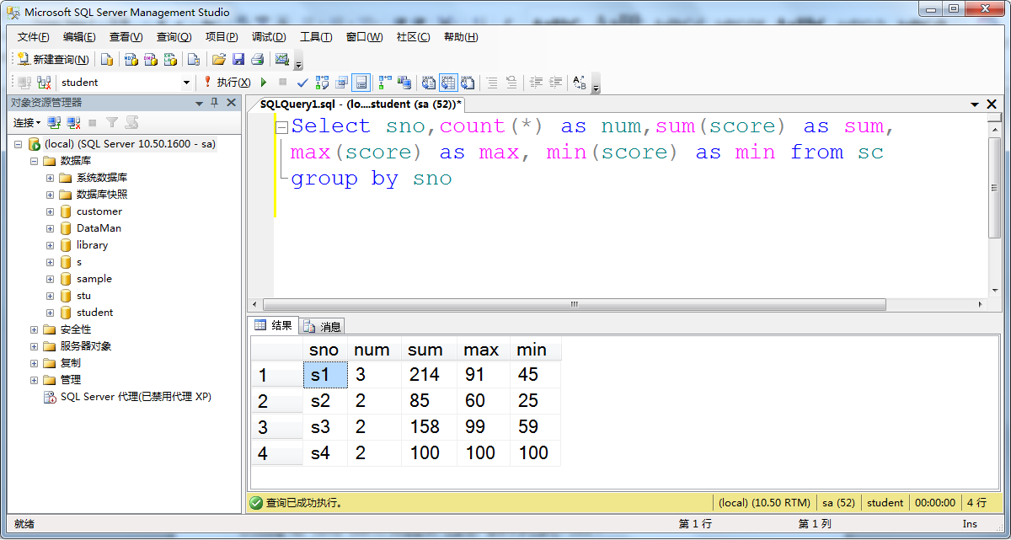 Microsoft SQL Server Management Studio
文件(F) 编辑(E) 查看(V) 查询(Q) 项目(P) 调试(D) 工具(T) 窗口(W) 社区(C) 帮助(H)
新建查询(N)
student 执行(X)
对象资源管理器
连接
(local) (SQL Server 10.50.1600 - sa)
数据库
系统数据库
数据库快照
customer
DataMan
library
s
sample
stu
student
安全性
服务器对象
复制
管理
SQL Server 代理(已禁用代理 XP)
SQLQuery1.sql - (lo....student (sa (52))*
Select sno,count(*) as num,sum(score) as sum,
max(score) as max, min(score) as min from sc
group by sno
结果 消息
sno num sum max min
1 s1 3 214 91 45
2 s2 2 85 60 25
3 s3 2 158 99 59
4 s4 2 100 100 100
查询已成功执行。 (local) (10.50 RTM) sa (52) student 00:00:00 4 行
就绪 第 1 行 第 1 列 Ins